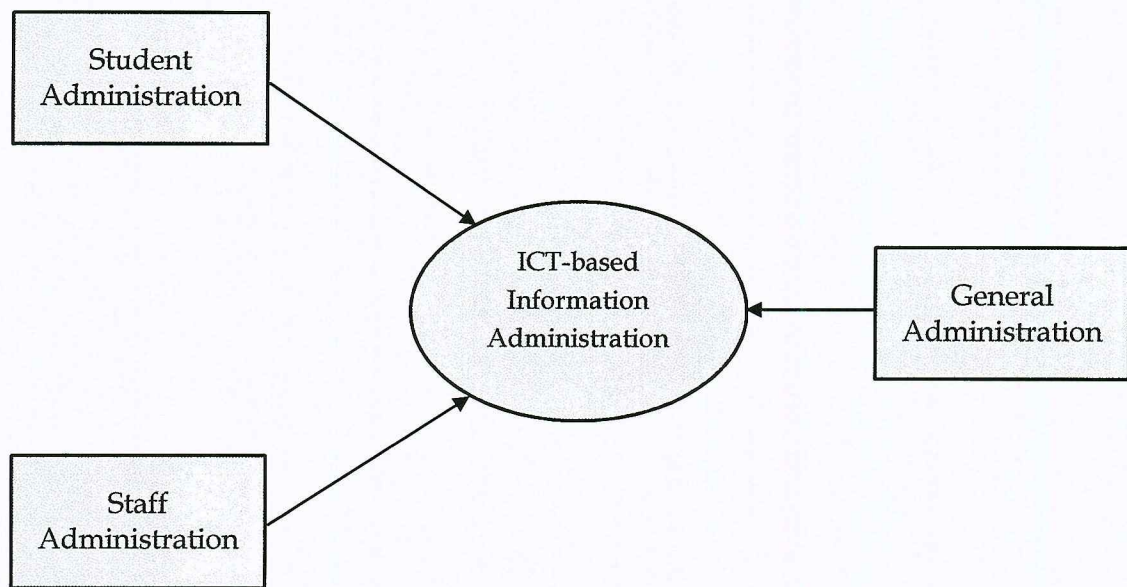 Student
Administration
ICT-based
Information
Administration
General
Administration
Staff
Administration